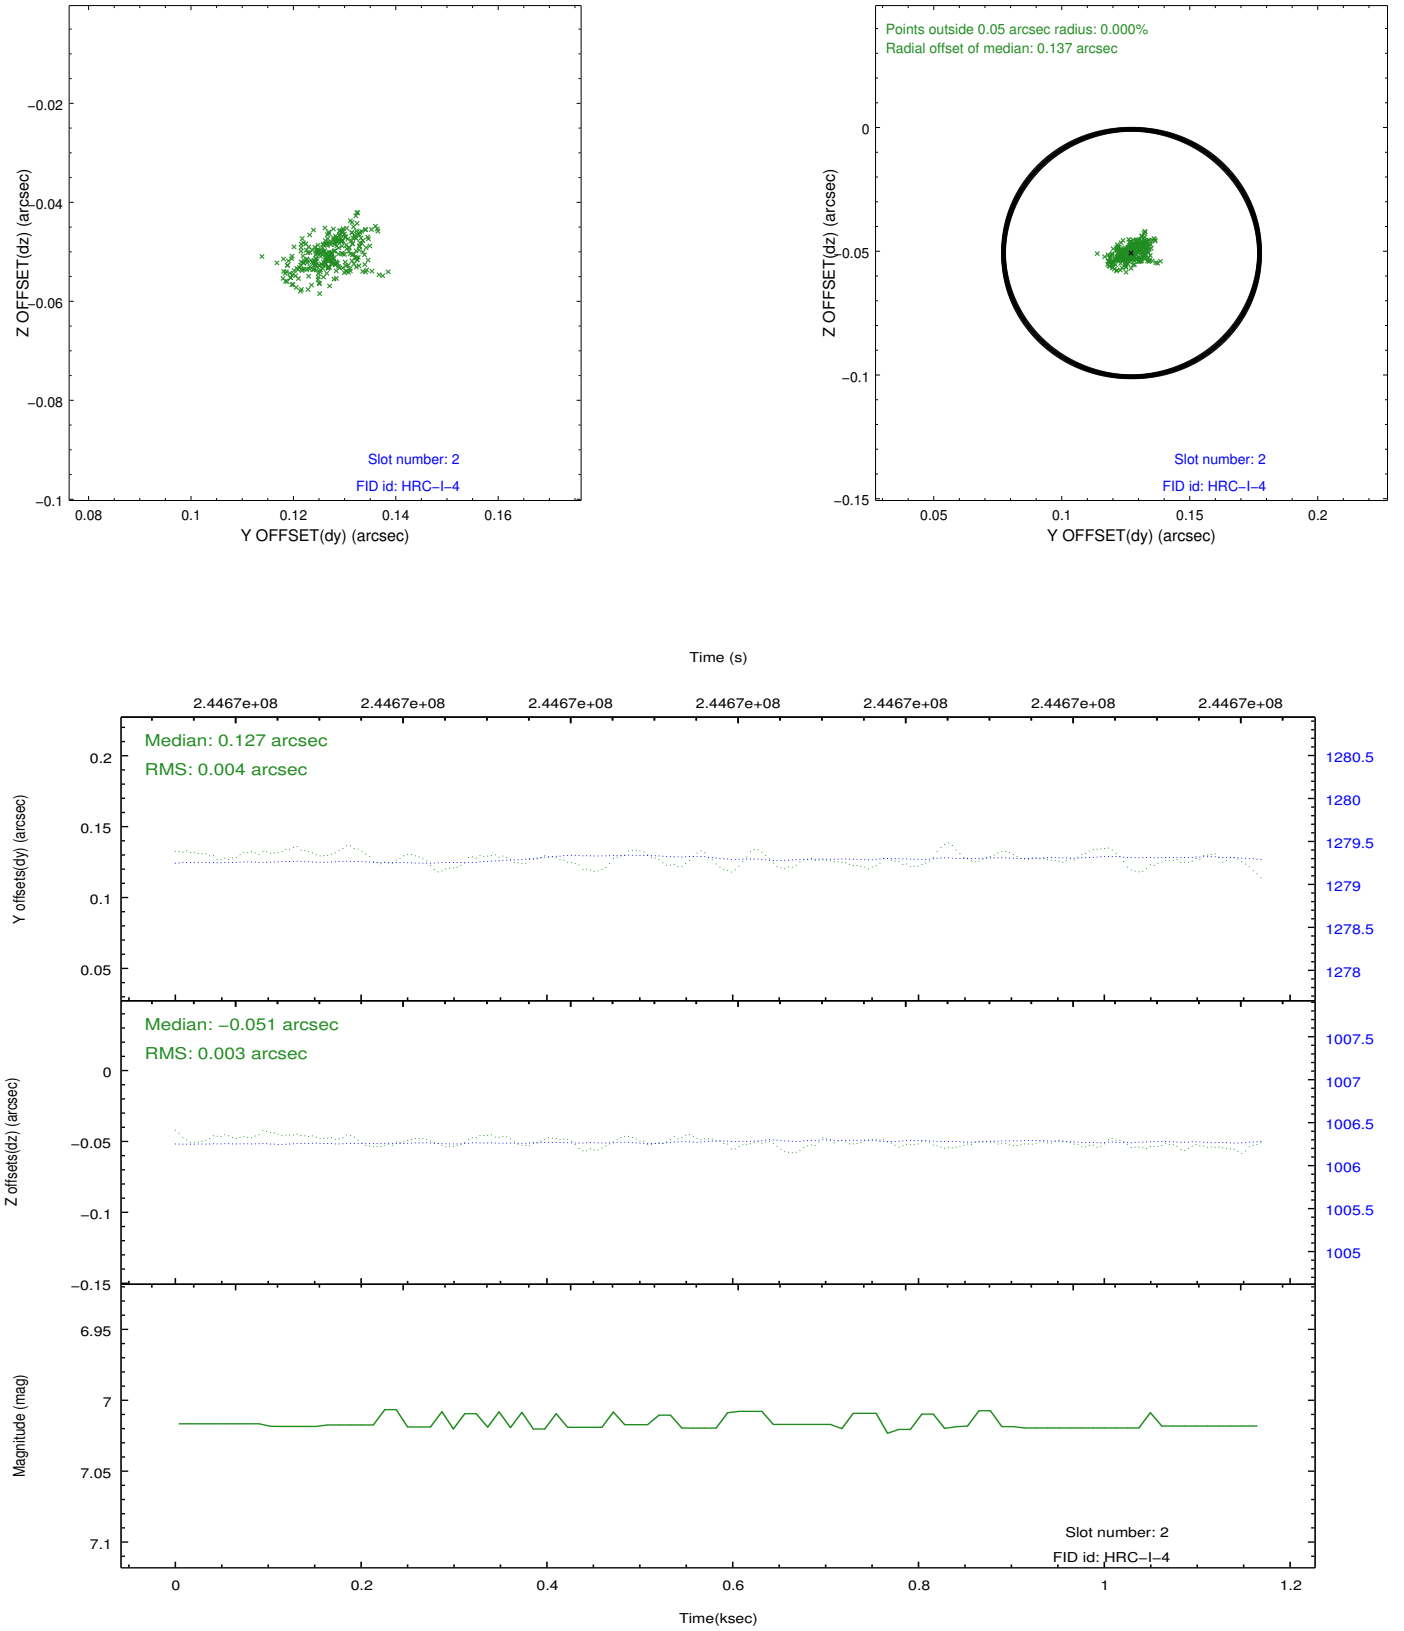 −0.02
−0.04
−0.06
−0.08
−0.1
Z OFFSET(dz) (arcsec)
Slot number: 2
FID id: HRC−I−4
0.08
0.1
0.12
0.14
0.16
Y OFFSET(dy) (arcsec)
Points outside 0.05 arcsec radius: 0.000%
Radial offset of median: 0.137 arcsec
0
−0.05
−0.1
−0.15
Z OFFSET(dz) (arcsec)
Slot number: 2
FID id: HRC−I−4
0.05
0.1
0.15
0.2
Y OFFSET(dy) (arcsec)
Time (s)
2.4467e+08
2.4467e+08
2.4467e+08
2.4467e+08
2.4467e+08
2.4467e+08
2.4467e+08
Median: 0.127 arcsec
RMS: 0.004 arcsec
0.2
0.15
0.1
0.05
Y offsets(dy) (arcsec)
1280.5
1280
1279.5
1279
1278.5
1278
Median: −0.051 arcsec
RMS: 0.003 arcsec
0
−0.05
−0.1
−0.15
Z offsets(dz) (arcsec)
1007.5
1007
1006.5
1006
1005.5
1005
6.95
7
7.05
7.1
Magnitude (mag)
Slot number: 2
FID id: HRC−I−4
0
0.2
0.4
0.6
0.8
1
1.2
Time(ksec)